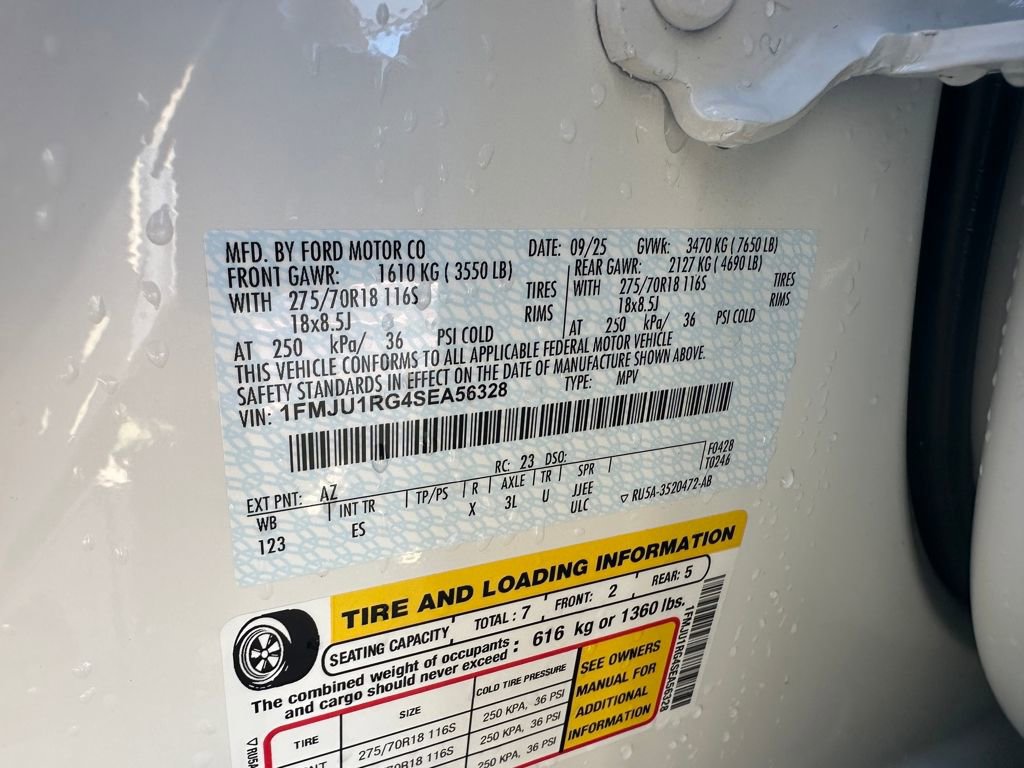 MFD. BY FORD MOTOR CO DATE: 09/25 GVWR: 3470 KG ( 7650 LB)
FRONT GAWR: 1610 KG ( 3550 LB) REAR GAWR: 2127 KG ( 4690 LB)
WITH 275/70R18 116S TIRES WITH 275/70R18 116S TIRES
18x8.5J RIMS 18x8.5J RIMS
AT 250 kPa/ 36 PSI COLD AT 250 kPa/ 36 PSI COLD
THIS VEHICLE CONFORMS TO ALL APPLICABLE FEDERAL MOTOR VEHICLE
SAFETY STANDARDS IN EFFECT ON THE DATE OF MANUFACTURE SHOWN ABOVE.
VIN: 1FMJU1RG4SEA56328 TYPE: MPV
EXT PNT: AZ RC: 23 DSO: F0428
WB INT TR TP/PS R AXLE TR SPR T0246
123 ES X 3L U JJEE ▽ RU5A-3520472-AB
ULC
TIRE AND LOADING INFORMATION
SEATING CAPACITY TOTAL : 7 FRONT: 2 REAR: 5
The combined weight of occupants
and cargo should never exceed : 616 kg or 1360 lbs.
TIRE SIZE COLD TIRE PRESSURE
275/70R18 116S 250 KPA, 36 PSI
70R18 116S 250 KPA, 36 PSI
250 KPA, 36 PSI
SEE OWNERS
MANUAL FOR
ADDITIONAL
INFORMATION
1FMJU1RG4SEA56328
▽ RU5A